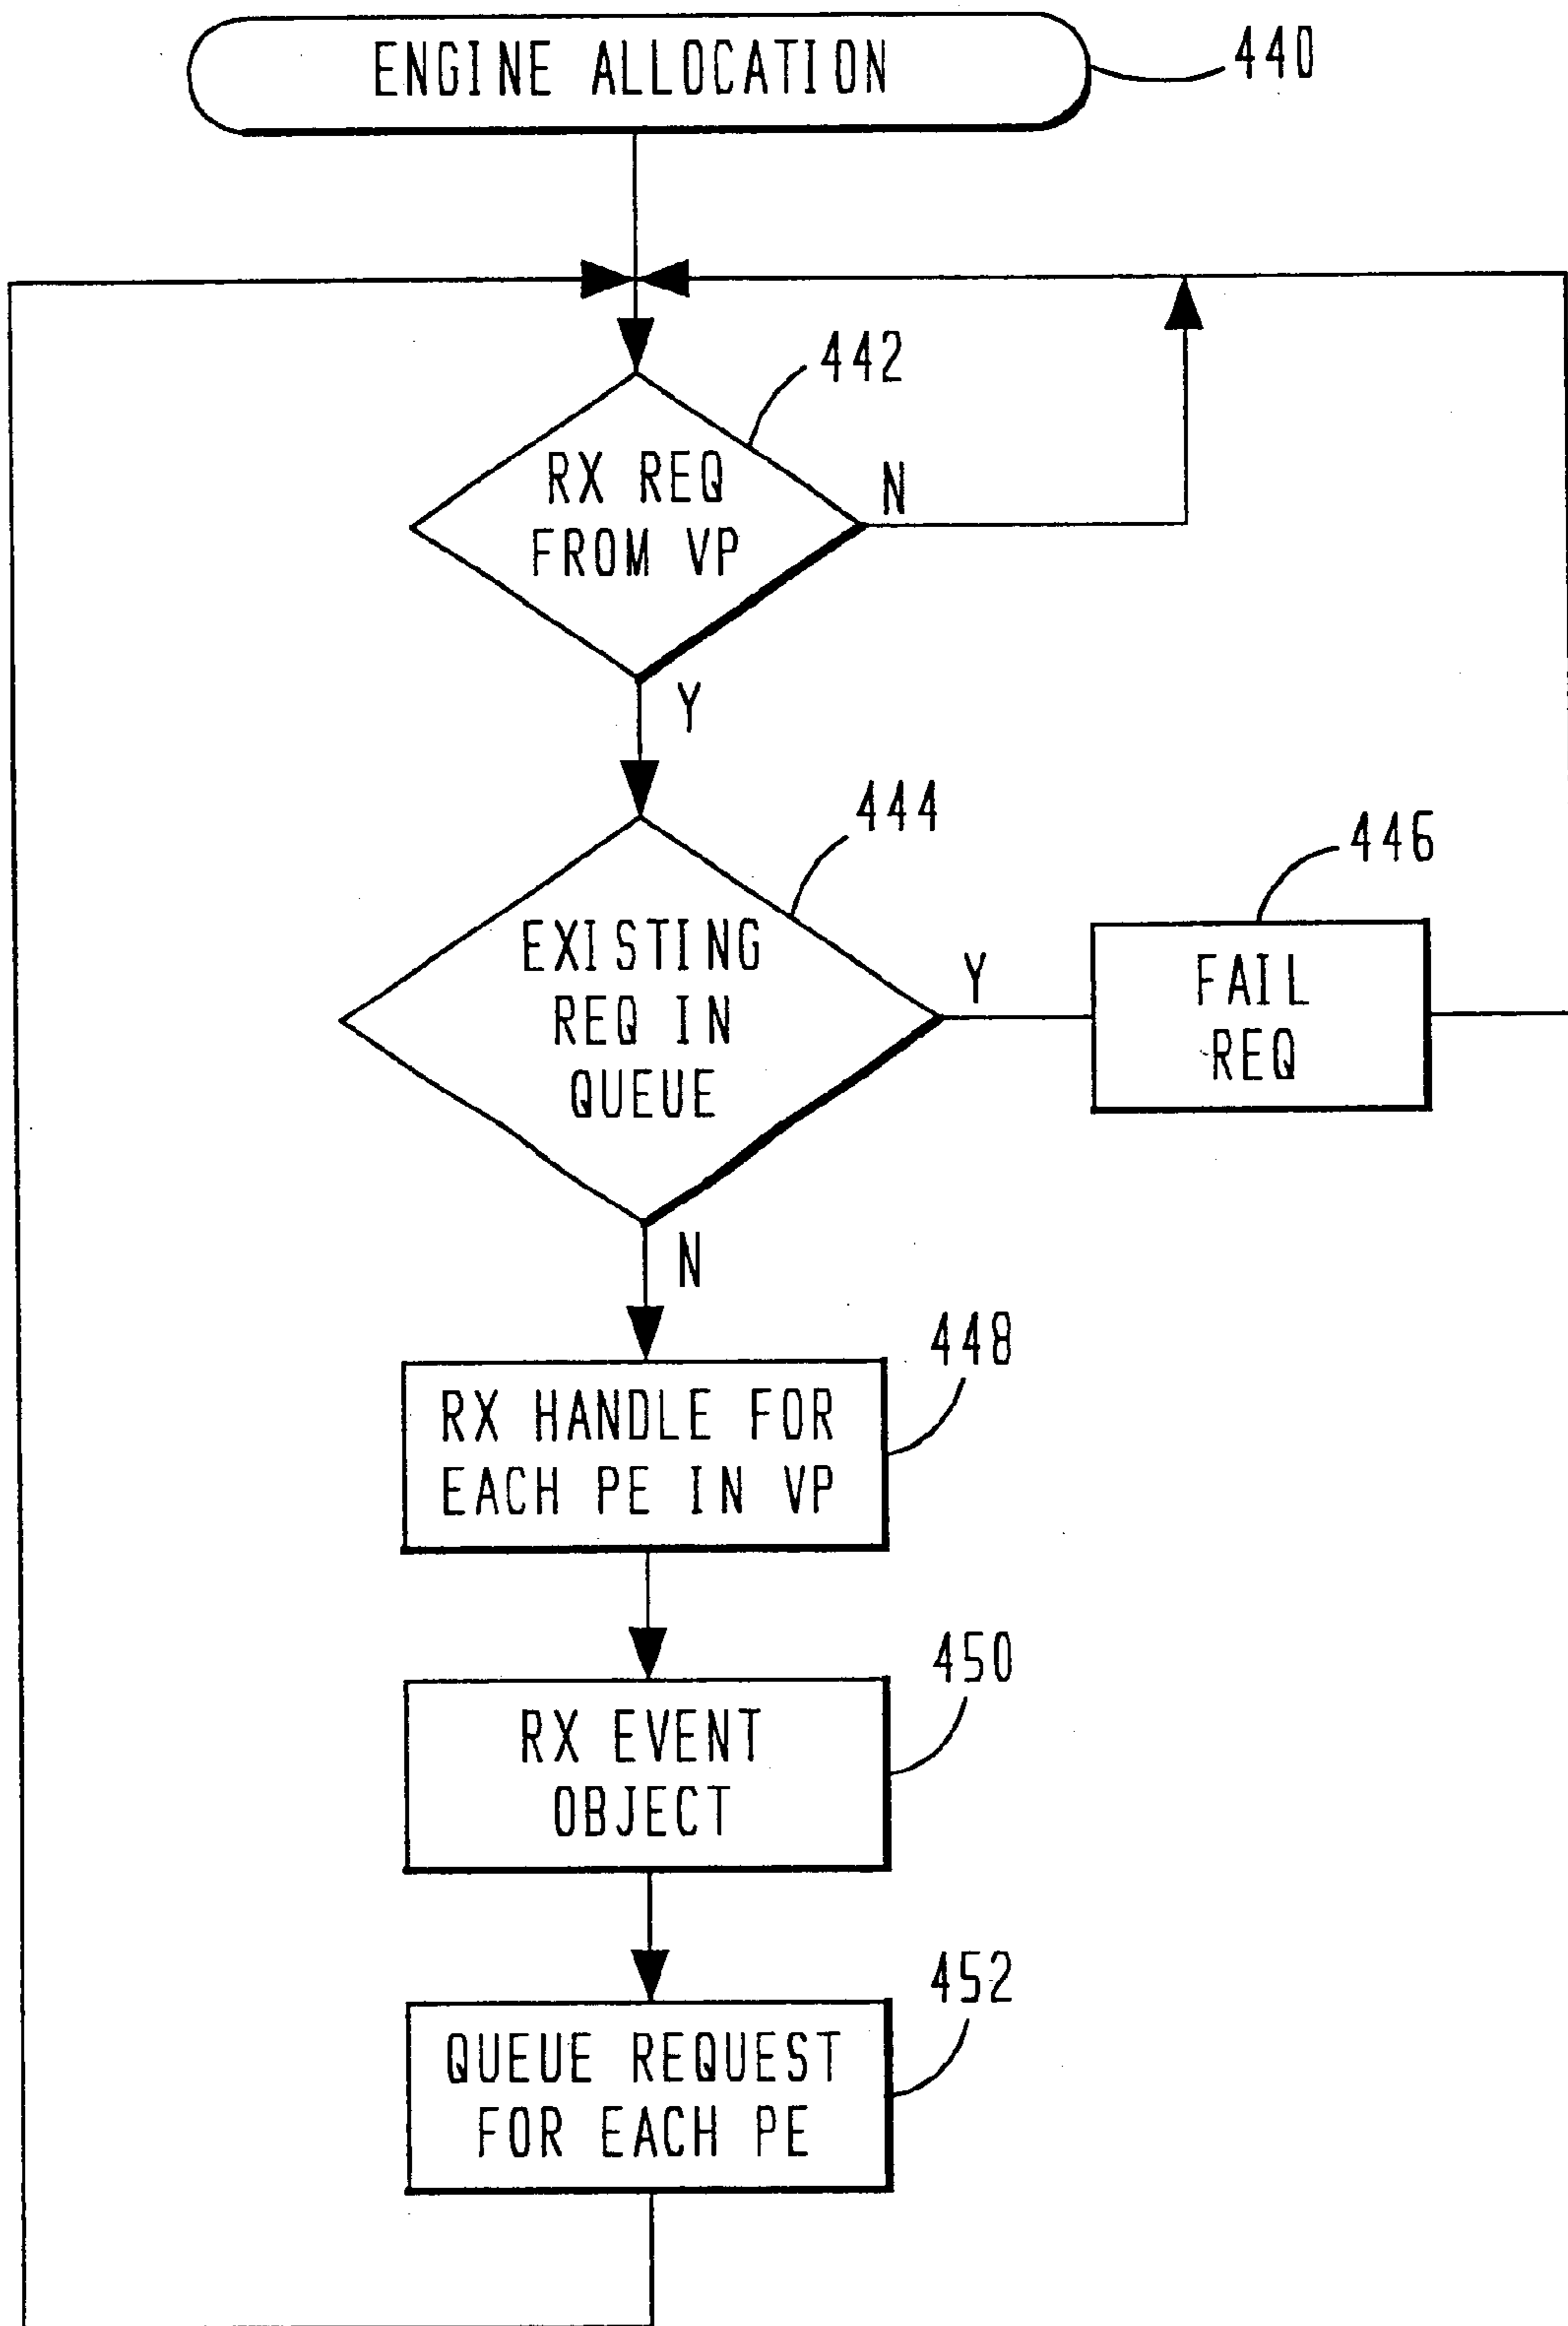 ENGINE ALLOCATION
440
442
RX REQ
FROM VP
N
Y
444
446
EXISTING
REQ IN
QUEUE
Y
FAIL
REQ
N
448
RX HANDLE FOR
EACH PE IN VP
450
RX EVENT
OBJECT
452
QUEUE REQUEST
FOR EACH PE